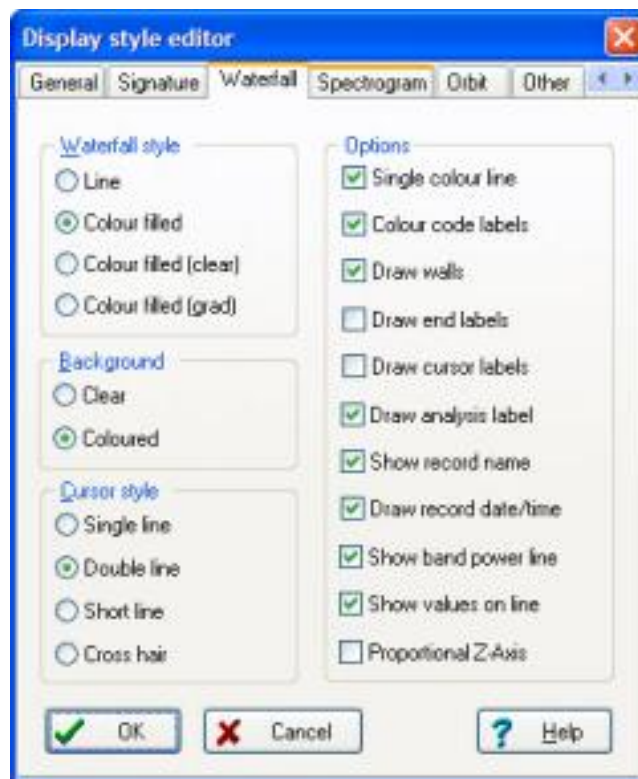 Display style editor
General Signature Waterfall Spectrogram Orbit Other
Waterfall style
Line
Colour filled
Colour filled (clear)
Colour filled (grad)
Background
Clear
Coloured
Cursor style
Single line
Double line
Short line
Cross hair
Options
Single colour line
Colour code labels
Draw walls
Draw end labels
Draw cursor labels
Draw analysis label
Show record name
Draw record date/time
Show band power line
Show values on line
Proportional Z-Axis
OK Cancel Help